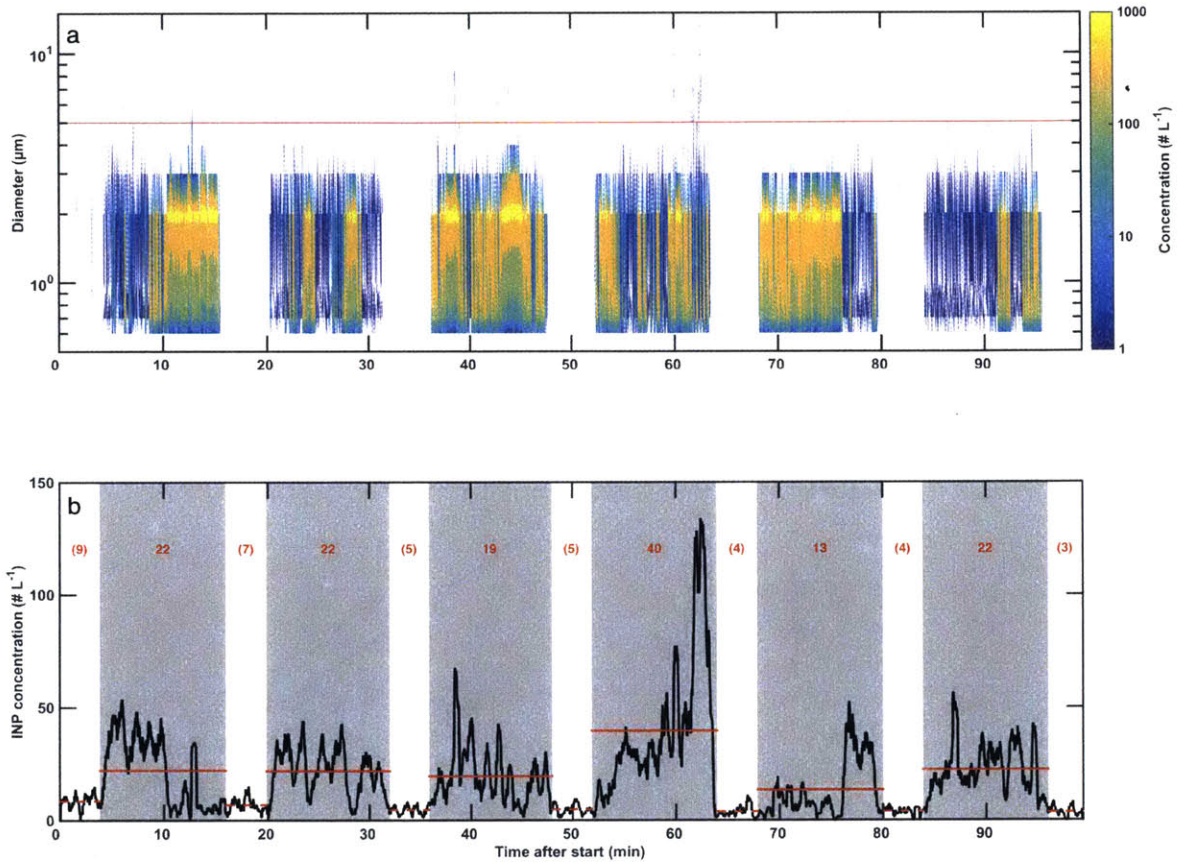 a
10¹
10⁰
Diameter (µm)
0 10 20 30 40 50 60 70 80 90
1000
100
10
1
Concentration (# L⁻¹)
b
150
100
50
0
INP concentration (# L⁻¹)
(9) 22 (7) 22 (5) 19 (5) 40 (4) 13 (4) 22 (3)
0 10 20 30 40 50 60 70 80 90
Time after start (min)